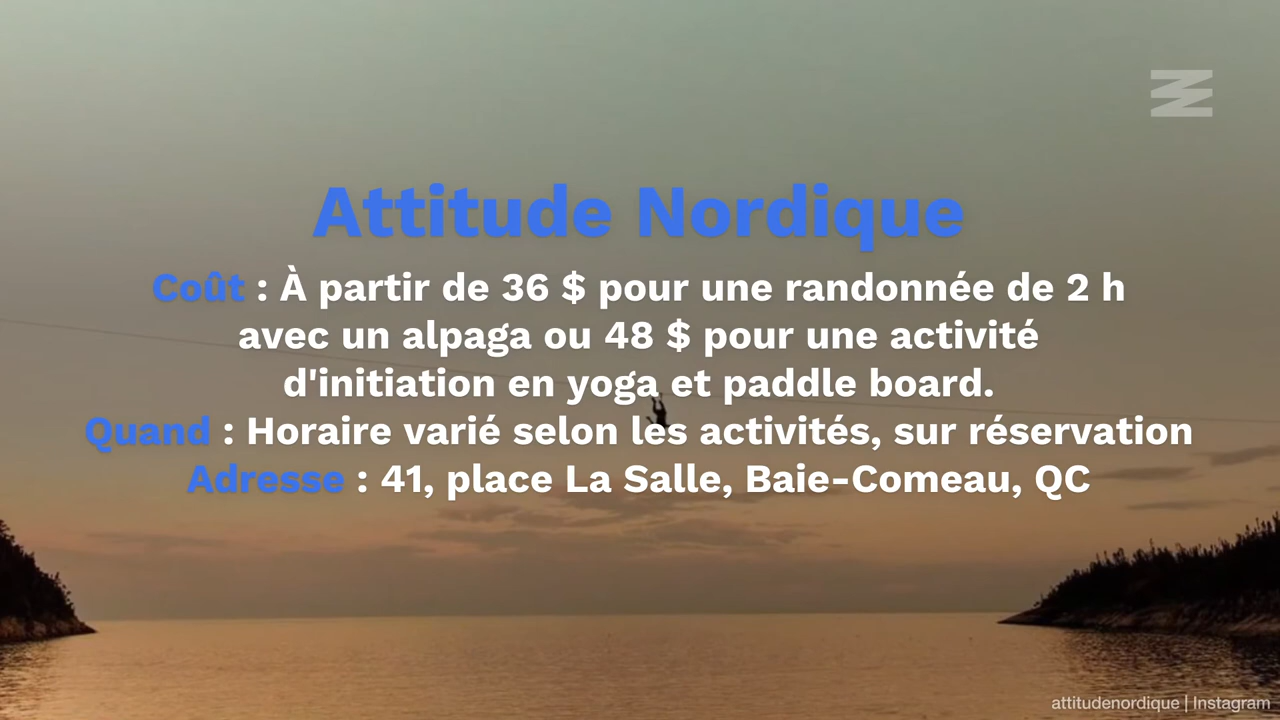 Attitude Nordique
Coût : À partir de 36 $ pour une randonnée de 2 h
avec un alpaga ou 48 $ pour une activité
d'initiation en yoga et paddle board.
Quand : Horaire varié selon les activités, sur réservation
Adresse : 41, place La Salle, Baie-Comeau, QC
attitudenordique | Instagram